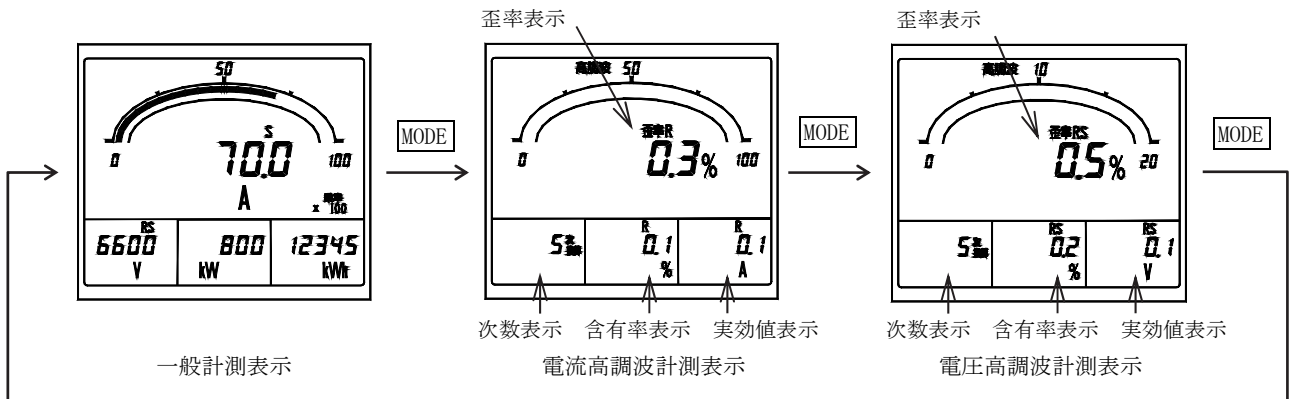 歪率表示
歪率表示
50
S
70.0
0
100
A
倍率
x 100
RS
6600
V
800
kW
12345
kWh
一般計測表示
MODE
高調波 50
歪率R
0.3%
0
100
5次
R
0.1
%
R
0.1
A
次数表示 含有率表示 実効値表示
電流高調波計測表示
MODE
高調波 10
歪率RS
0.5%
0
20
5次
RS
0.2
%
RS
0.1
V
次数表示 含有率表示 実効値表示
電圧高調波計測表示
MODE